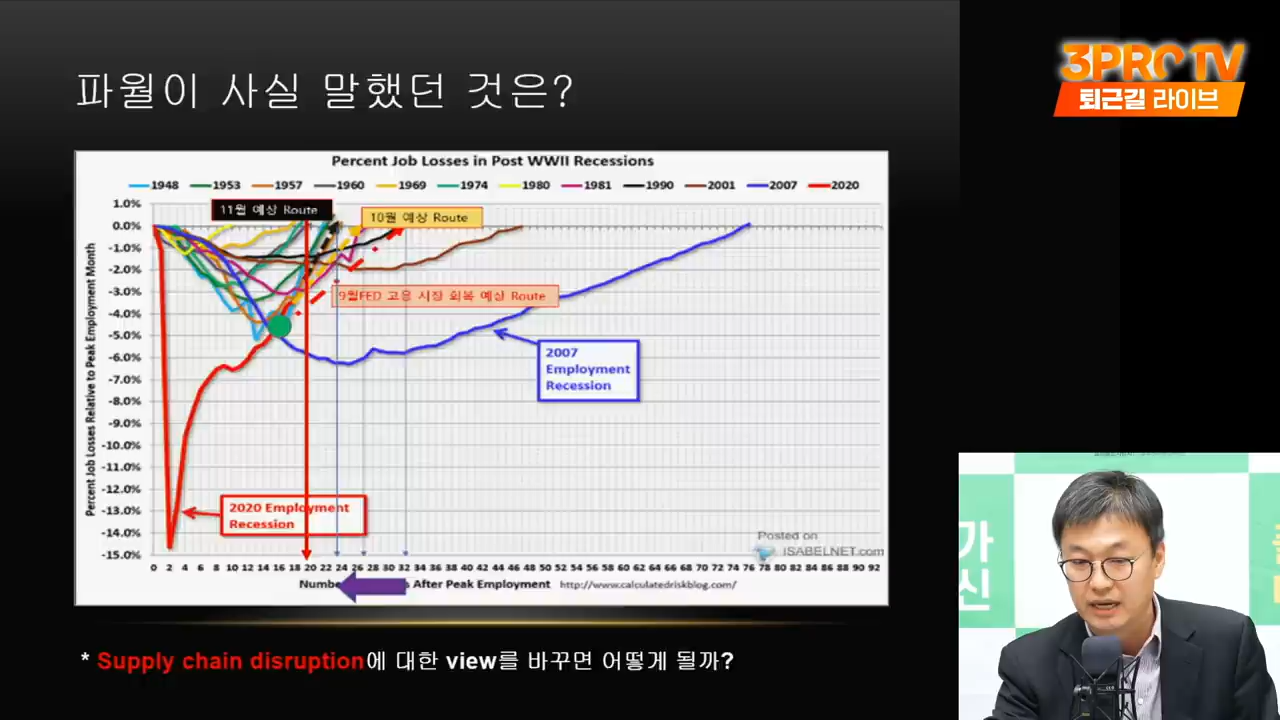 파월이 사실 말했던 것은?
3PRO TV
퇴근길 라이브
Percent Job Losses in Post WWII Recessions
1948 1953 1957 1960 1969 1974 1980 1981 1990 2001 2007 2020
11월 예상 Route
10월 예상 Route
9월FED 고용 시장 회복 예상 Route
Percent Job Losses Relative to Peak Employment Month
1.0%
0.0%
-1.0%
-2.0%
-3.0%
-4.0%
-5.0%
-6.0%
-7.0%
-8.0%
-9.0%
-10.0%
-11.0%
-12.0%
-13.0%
-14.0%
-15.0%
2007
Employment
Recession
2020 Employment
Recession
Posted on
ISABELNET.com
0 2 4 6 8 10 12 14 16 18 20 22 24 26 28 30 32 34 36 38 40 42 44 46 48 50 52 54 56 58 60 62 64 66 68 70 72 74 76 78 80 82 84 86 88 90 92
After Peak Employment http://www.calculatedriskblog.com/
* Supply chain disruption에 대한 view를 바꾸면 어떻게 될까?
가
신